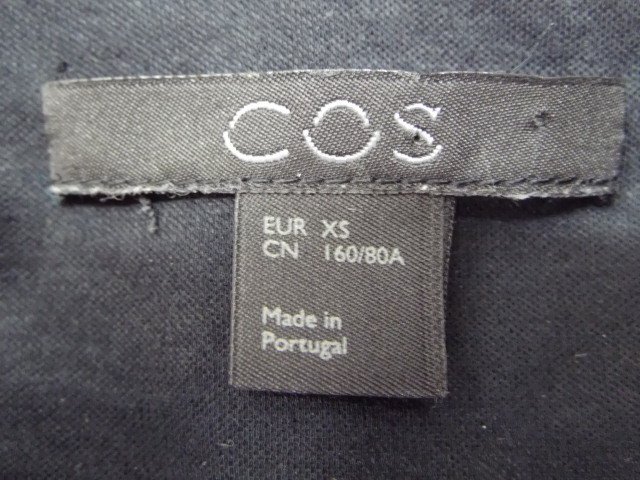 COS
EUR XS
CN 160/80A
Made in
Portugal